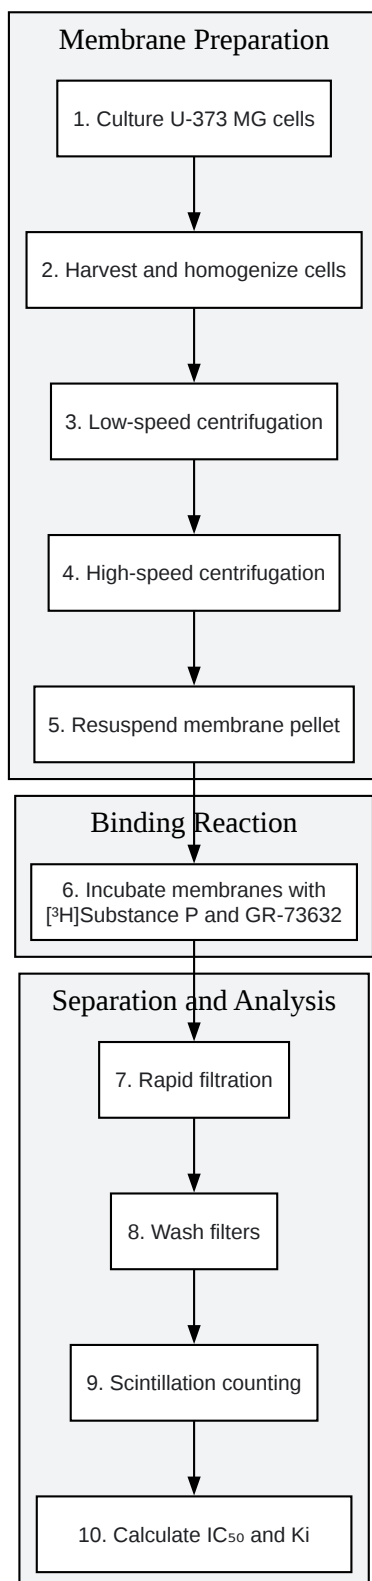 Membrane Preparation
1. Culture U-373 MG cells
2. Harvest and homogenize cells
3. Low-speed centrifugation
4. High-speed centrifugation
5. Resuspend membrane pellet
Binding Reaction
6. Incubate membranes with
[³H]Substance P and GR-73632
Separation and Analysis
7. Rapid filtration
8. Wash filters
9. Scintillation counting
10. Calculate IC₅₀ and Ki